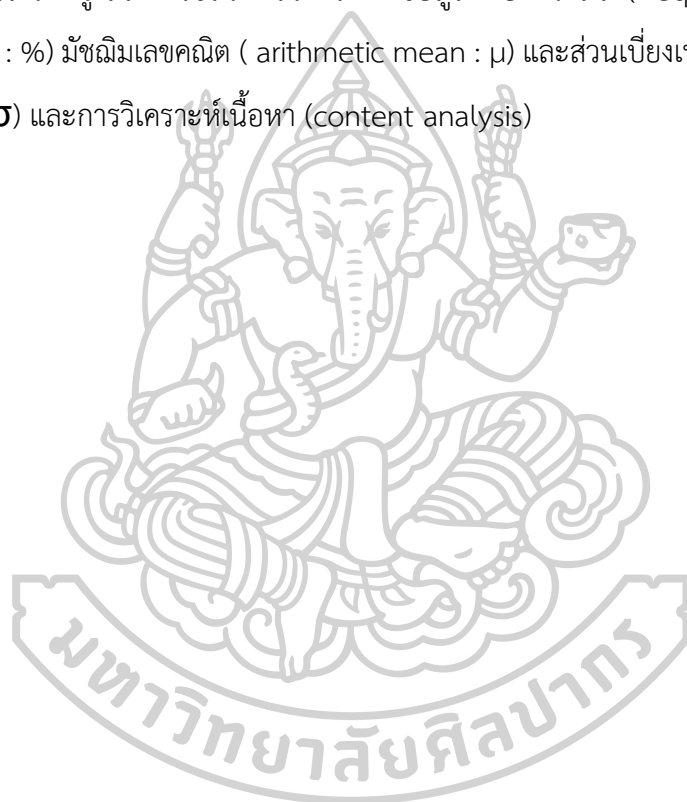 : %) มัชฌิมเลขคณิต ( arithmetic mean : μ) และส่วนเบี่ยงเ
σ) และการวิเคราะห์เนื้อหา (content analysis)
มหาวิทยาลัยศิลปากร